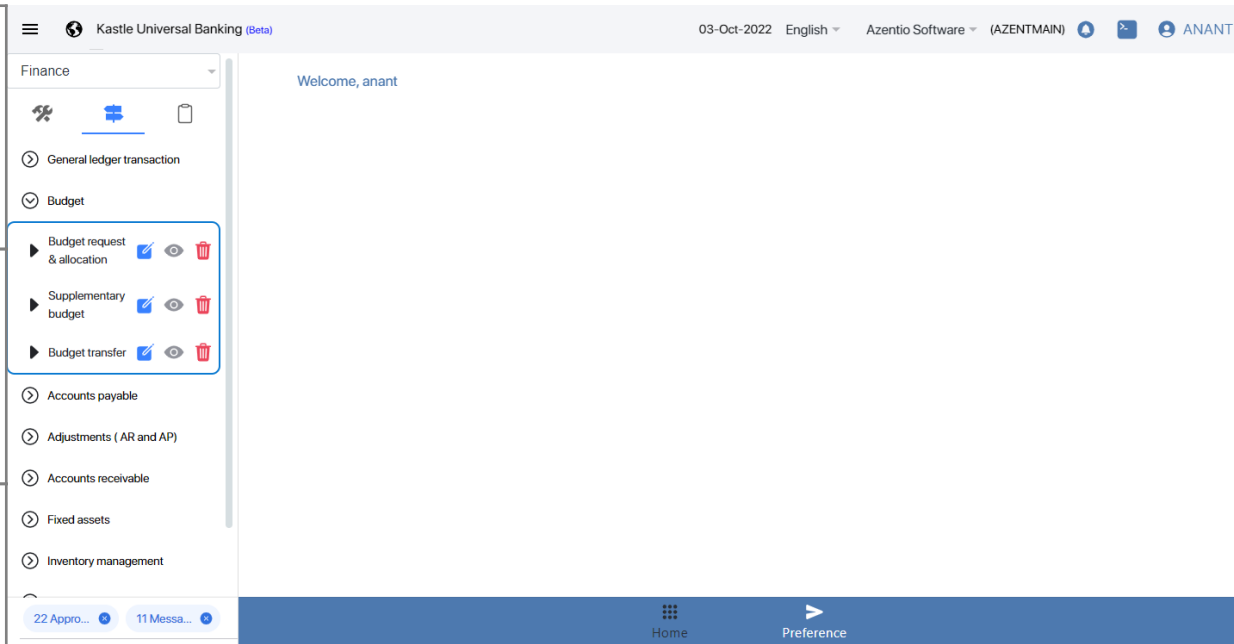 Kastle Universal Banking (Beta)
03-Oct-2022 English Azentio Software (AZENTMAIN) ANANT
Finance
Welcome, anant
General ledger transaction
Budget
Budget request
& allocation
Supplementary
budget
Budget transfer
Accounts payable
Adjustments ( AR and AP)
Accounts receivable
Fixed assets
Inventory management
22 Appro... 11 Messa...
Home Preference